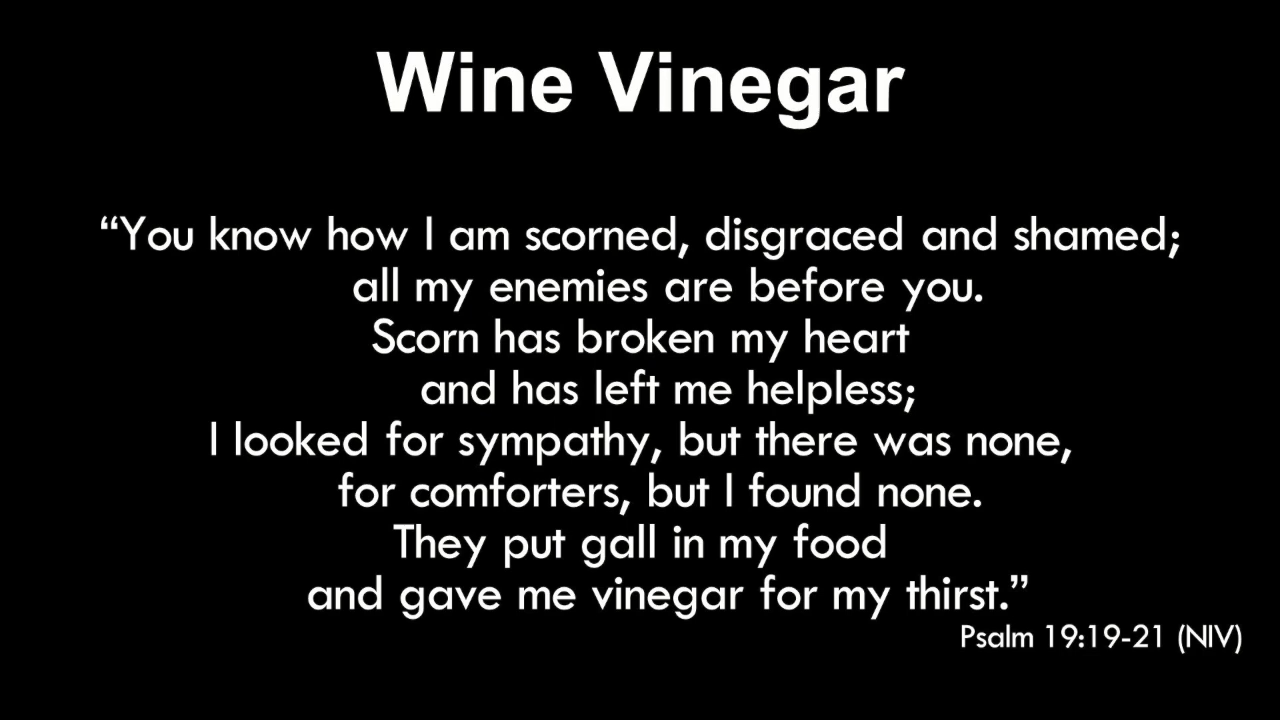 Wine Vinegar
“You know how I am scorned, disgraced and shamed;
all my enemies are before you.
Scorn has broken my heart
and has left me helpless;
I looked for sympathy, but there was none,
for comforters, but I found none.
They put gall in my food
and gave me vinegar for my thirst.”
Psalm 19:19-21 (NIV)